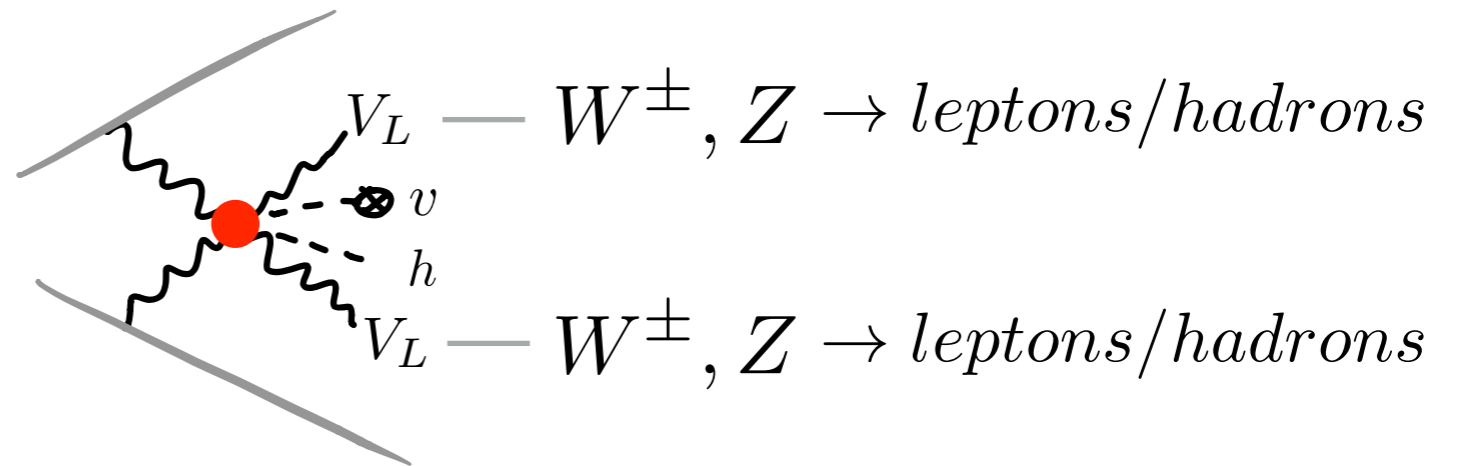 V_L — W^±, Z → leptons/hadrons
v
h
V_L — W^±, Z → leptons/hadrons